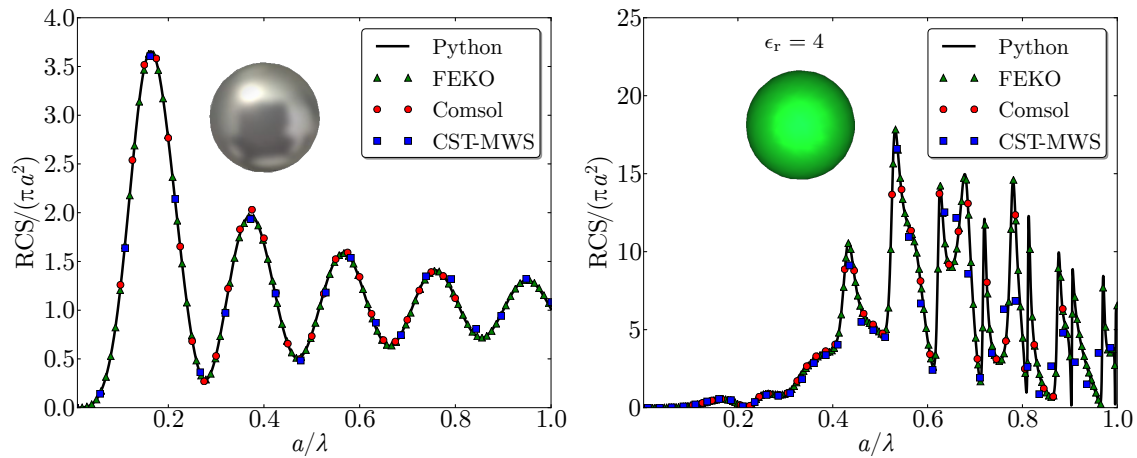 RCS/(πa²)
4.0
3.5
3.0
2.5
2.0
1.5
1.0
0.5
0.0
Python
FEKO
Comsol
CST-MWS
0.2 0.4 0.6 0.8 1.0
a/λ
RCS/(πa²)
25
20
15
10
5
0
ϵr = 4
Python
FEKO
Comsol
CST-MWS
0.2 0.4 0.6 0.8 1.0
a/λ